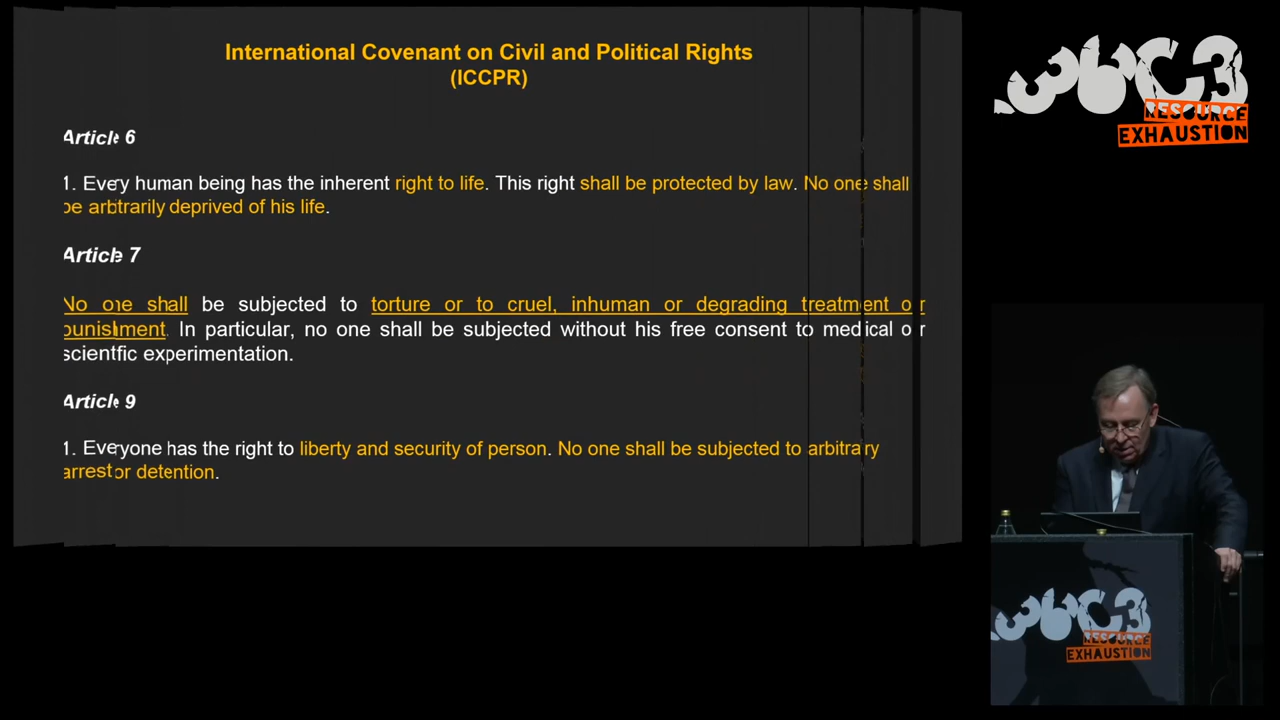 International Covenant on Civil and Political Rights
(ICCPR)
Article 6
1. Every human being has the inherent right to life. This right shall be protected by law. No one shall
be arbitrarily deprived of his life.
Article 7
No one shall be subjected to torture or to cruel, inhuman or degrading treatment or
punishment. In particular, no one shall be subjected without his free consent to medical or
scientific experimentation.
Article 9
1. Everyone has the right to liberty and security of person. No one shall be subjected to arbitrary
arrest or detention.
36C3
RESOURCE
EXHAUSTION
36C3
RESOURCE
EXHAUSTION